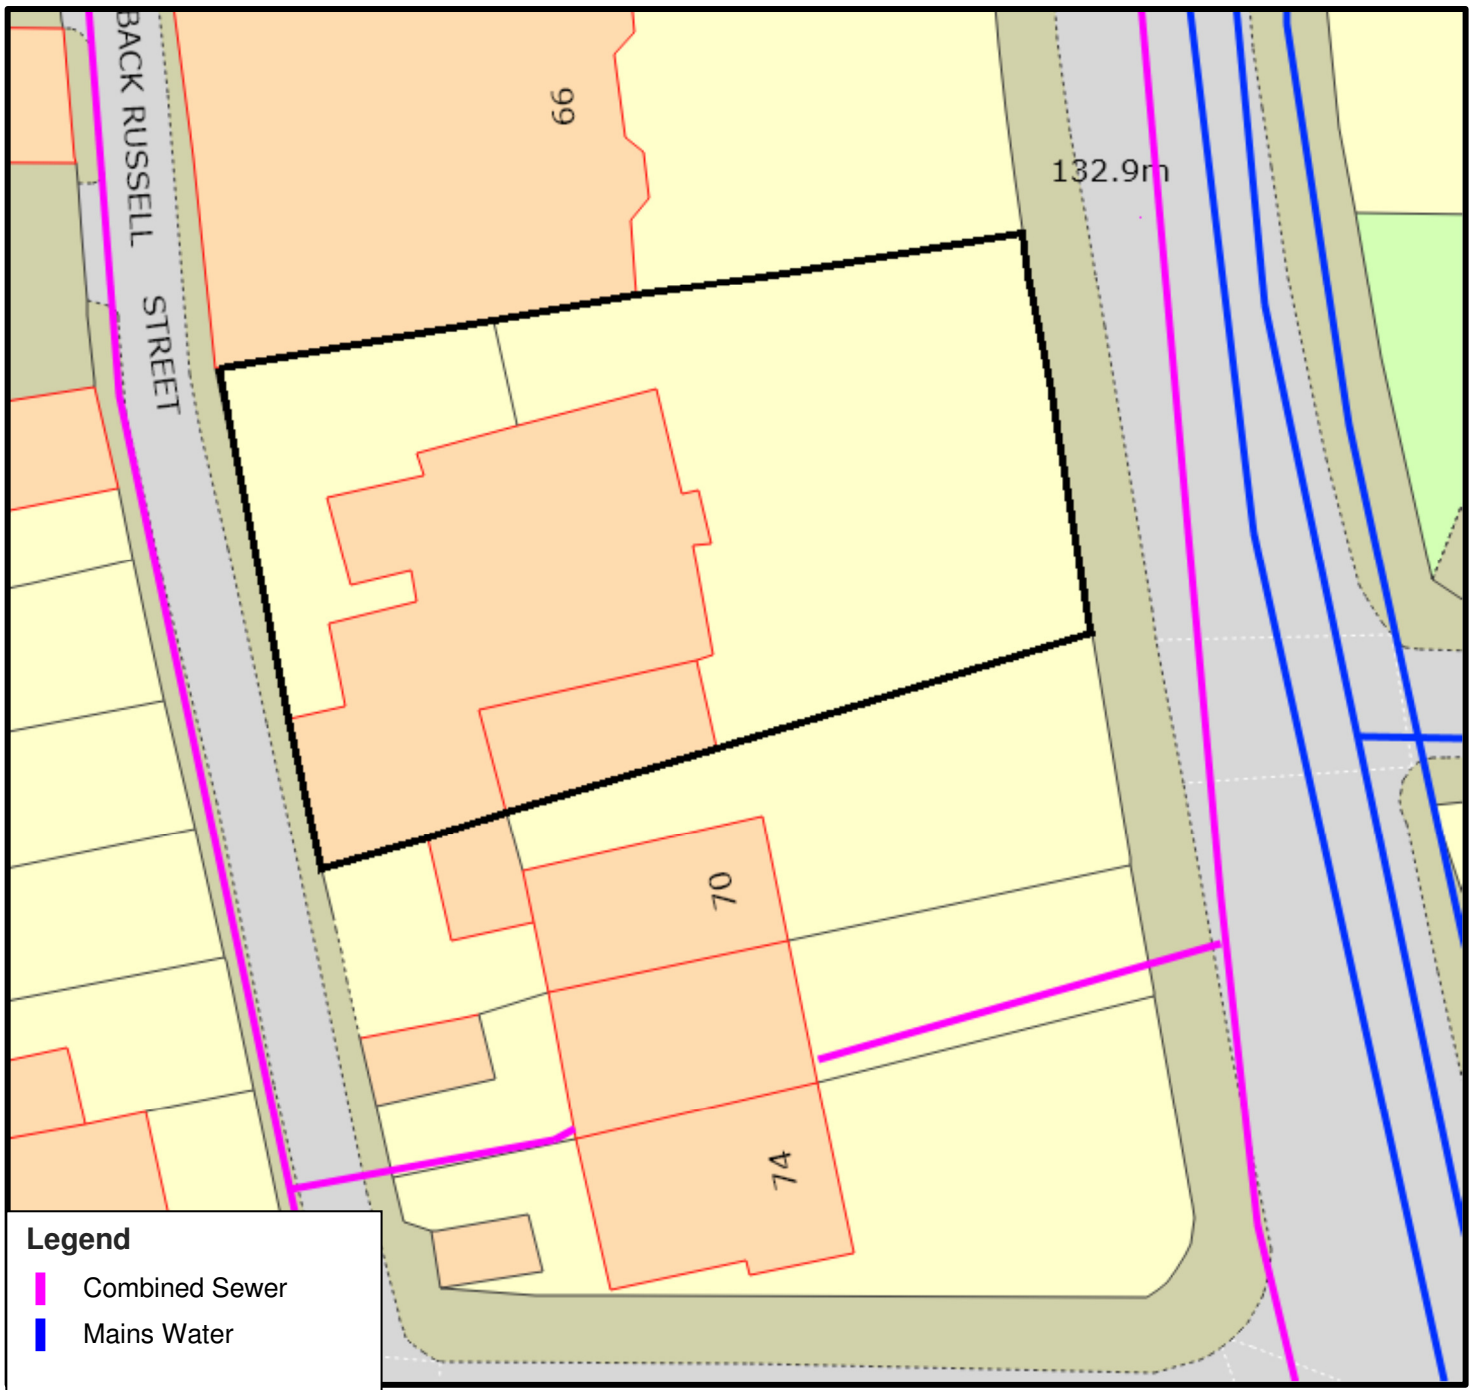 BACK RUSSELL
STREET
66
132.9m
70
74
Legend
Combined Sewer
Mains Water